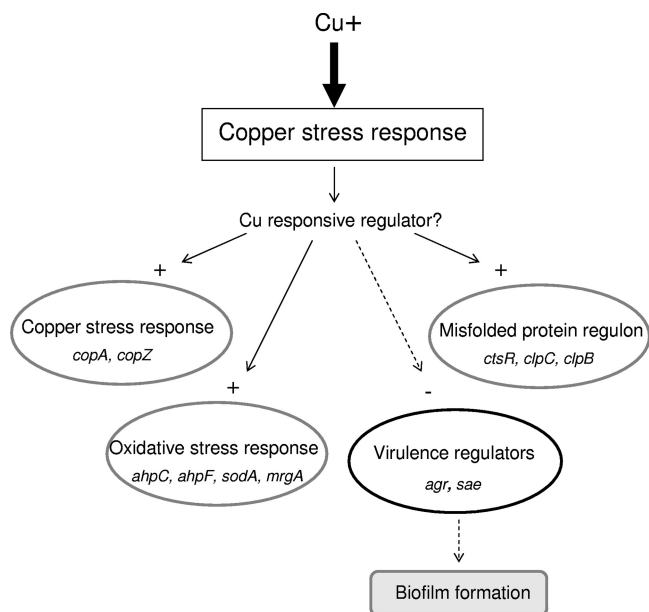 Cu+
Copper stress response
Cu responsive regulator?
+
+
Copper stress response
copA, copZ
Misfolded protein regulon
ctsR, clpC, clpB
+
-
Oxidative stress response
ahpC, ahpF, sodA, mrgA
Virulence regulators
agr, sae
Biofilm formation